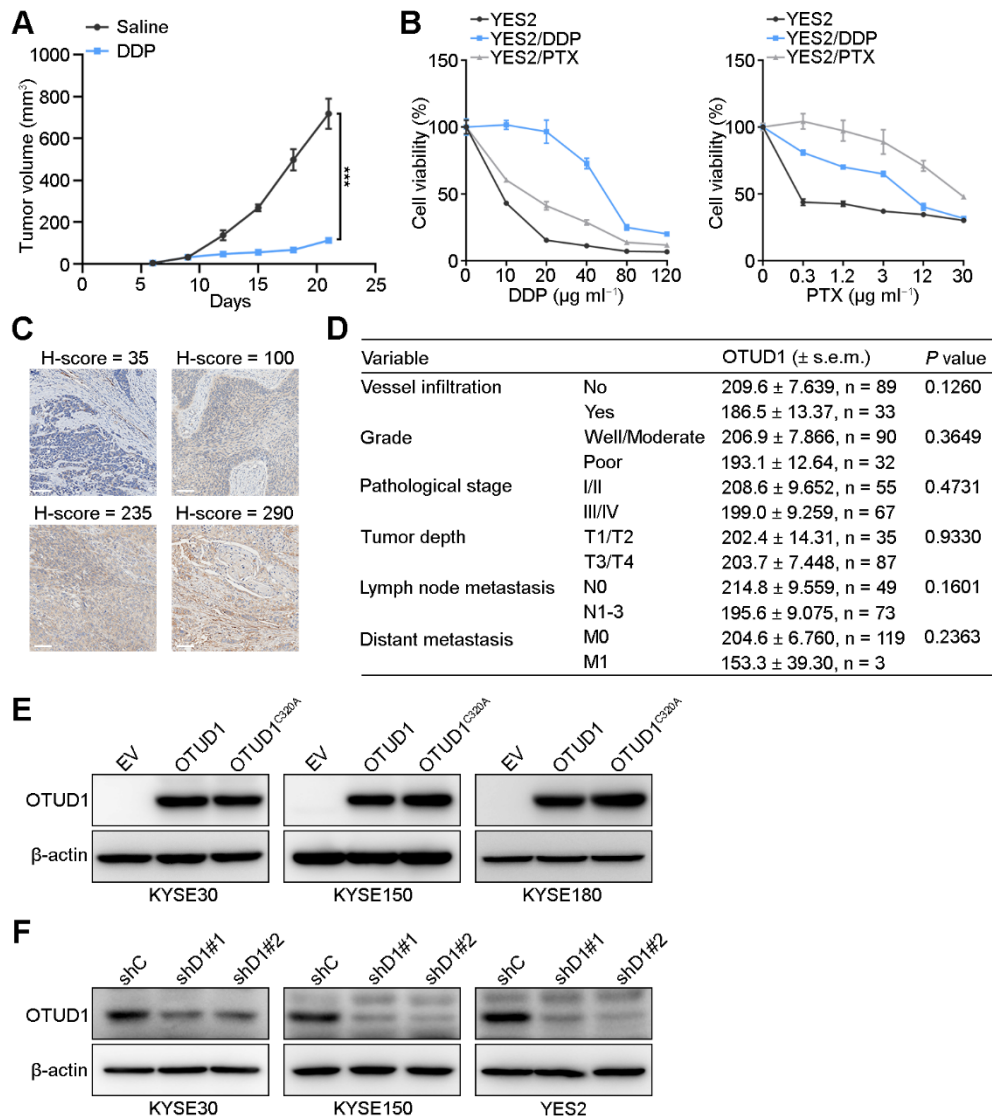 A
Saline
DDP
Tumor volume (mm³)
1000
800
600
400
200
0
0 5 10 15 20 25
Days
***
B
YES2
YES2/DDP
YES2/PTX
Cell viability (%)
150
100
50
0
0 10 20 40 80 120
DDP (µg ml⁻¹)
YES2
YES2/DDP
YES2/PTX
Cell viability (%)
150
100
50
0
0 0.3 1.2 3 12 30
PTX (µg ml⁻¹)
C
H-score = 35
H-score = 100
H-score = 235
H-score = 290
D
Variable OTUD1 (± s.e.m.) P value
Vessel infiltration No 209.6 ± 7.639, n = 89 0.1260
Yes 186.5 ± 13.37, n = 33
Grade Well/Moderate 206.9 ± 7.866, n = 90 0.3649
Poor 193.1 ± 12.64, n = 32
Pathological stage I/II 208.6 ± 9.652, n = 55 0.4731
III/IV 199.0 ± 9.259, n = 67
Tumor depth T1/T2 202.4 ± 14.31, n = 35 0.9330
T3/T4 203.7 ± 7.448, n = 87
Lymph node metastasis N0 214.8 ± 9.559, n = 49 0.1601
N1-3 195.6 ± 9.075, n = 73
Distant metastasis M0 204.6 ± 6.760, n = 119 0.2363
M1 153.3 ± 39.30, n = 3
E
EV OTUD1 OTUD1ᶜ³²⁰ᴬ EV OTUD1 OTUD1ᶜ³²⁰ᴬ EV OTUD1 OTUD1ᶜ³²⁰ᴬ
OTUD1
β-actin
KYSE30 KYSE150 KYSE180
F
shC shD1#1 shD1#2 shC shD1#1 shD1#2 shC shD1#1 shD1#2
OTUD1
β-actin
KYSE30 KYSE150 YES2